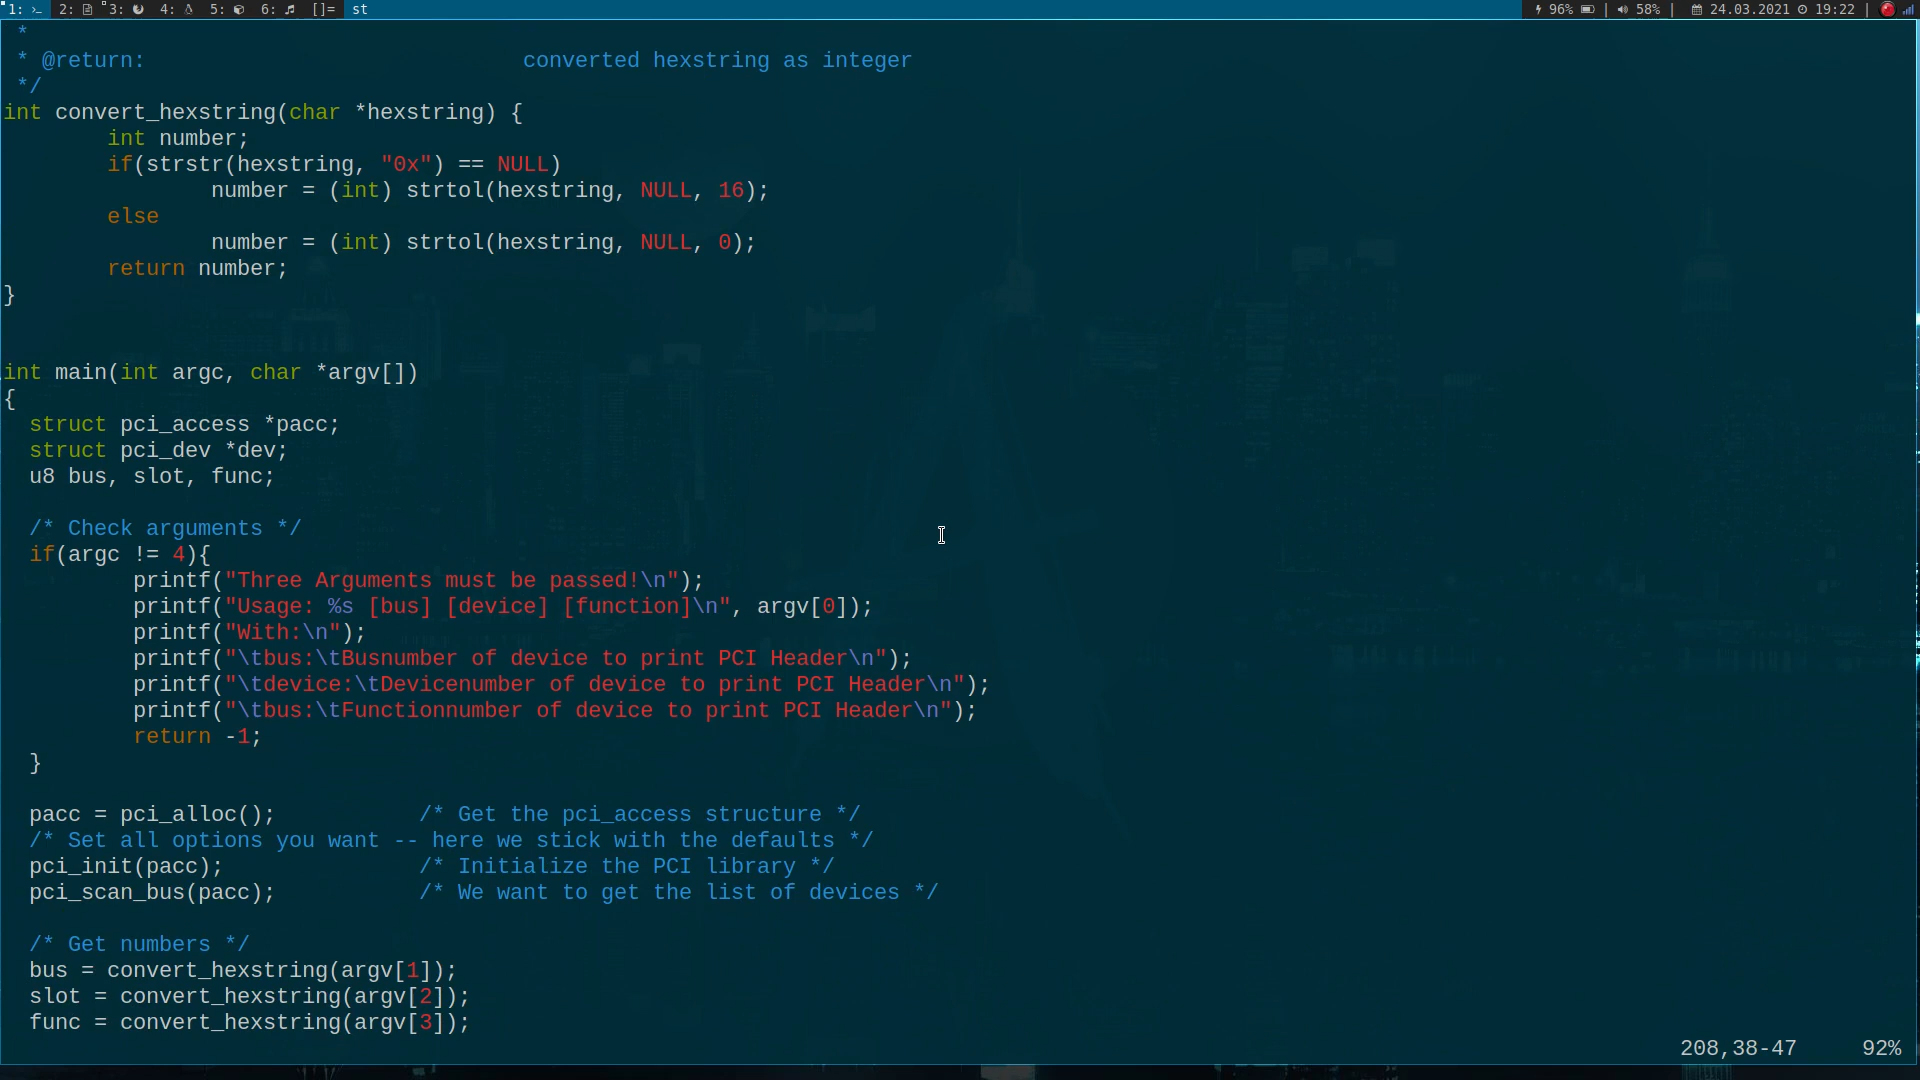 1: 2: 3: 4: 5: 6: []= st 96% | 58% | 24.03.2021 19:22 |
 *
 * @return:                             converted hexstring as integer
 */
int convert_hexstring(char *hexstring) {
        int number;
        if(strstr(hexstring, "0x") == NULL)
                number = (int) strtol(hexstring, NULL, 16);
        else
                number = (int) strtol(hexstring, NULL, 0);
        return number;
}
int main(int argc, char *argv[])
{
  struct pci_access *pacc;
  struct pci_dev *dev;
  u8 bus, slot, func;
  /* Check arguments */
  if(argc != 4){
          printf("Three Arguments must be passed!\n");
          printf("Usage: %s [bus] [device] [function]\n", argv[0]);
          printf("With:\n");
          printf("\tbus:\tBusnumber of device to print PCI Header\n");
          printf("\tdevice:\tDevicenumber of device to print PCI Header\n");
          printf("\tbus:\tFunctionnumber of device to print PCI Header\n");
          return -1;
  }
  pacc = pci_alloc();           /* Get the pci_access structure */
  /* Set all options you want -- here we stick with the defaults */
  pci_init(pacc);               /* Initialize the PCI library */
  pci_scan_bus(pacc);           /* We want to get the list of devices */
  /* Get numbers */
  bus = convert_hexstring(argv[1]);
  slot = convert_hexstring(argv[2]);
  func = convert_hexstring(argv[3]);
208,38-47     92%